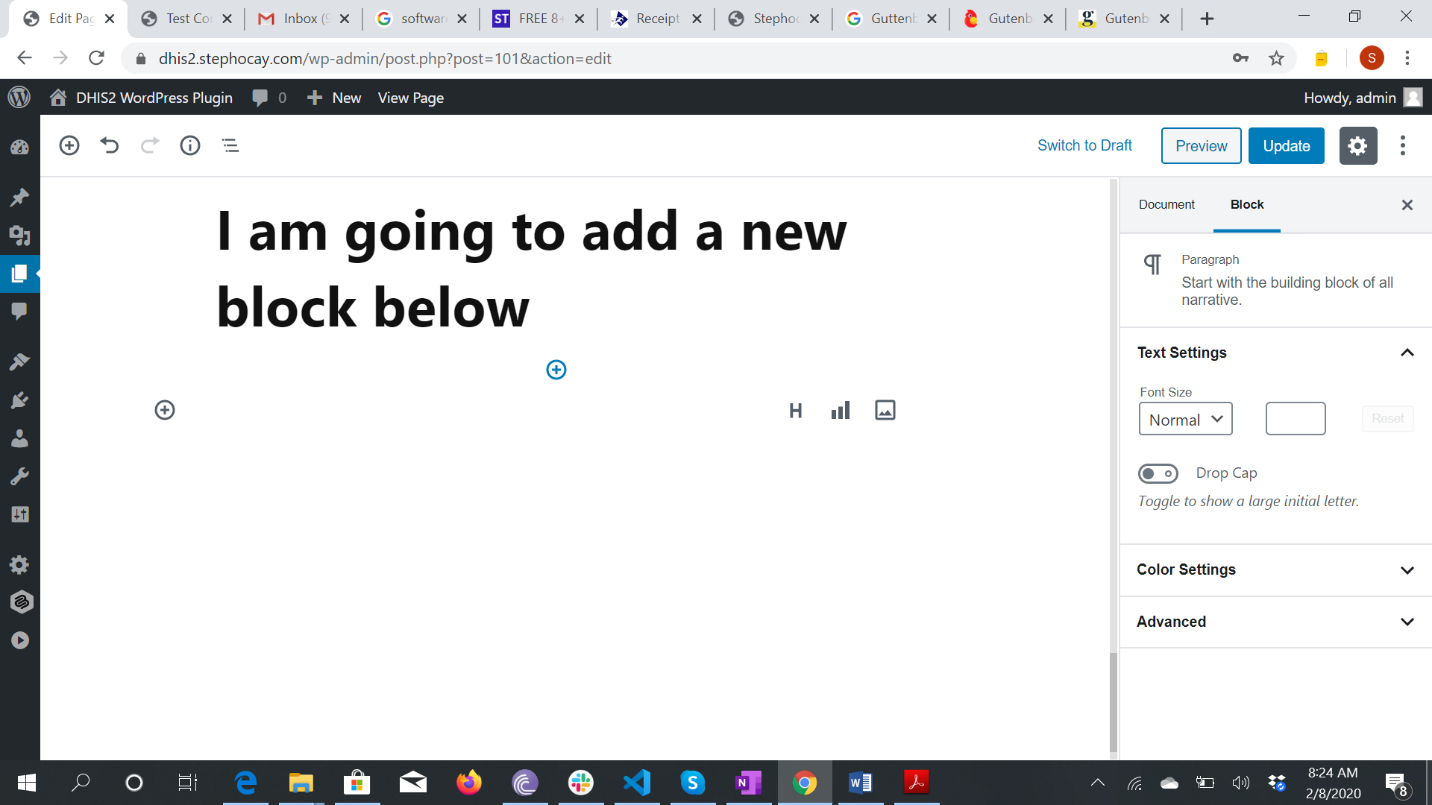 Edit Pag
Test Co
Inbox (9
softwar
ST FREE 8+
Receipt
Stephoc
Guttenb
Gutenb
g Gutenb
dhis2.stephocay.com/wp-admin/post.php?post=101&action=edit
S
DHIS2 WordPress Plugin 0 New View Page
Howdy, admin
Switch to Draft Preview Update
I am going to add a new
block below
H
Document Block
Paragraph
Start with the building block of all
narrative.
Text Settings
Font Size
Normal
Reset
Drop Cap
Toggle to show a large initial letter.
Color Settings
Advanced
8:24 AM
2/8/2020
8